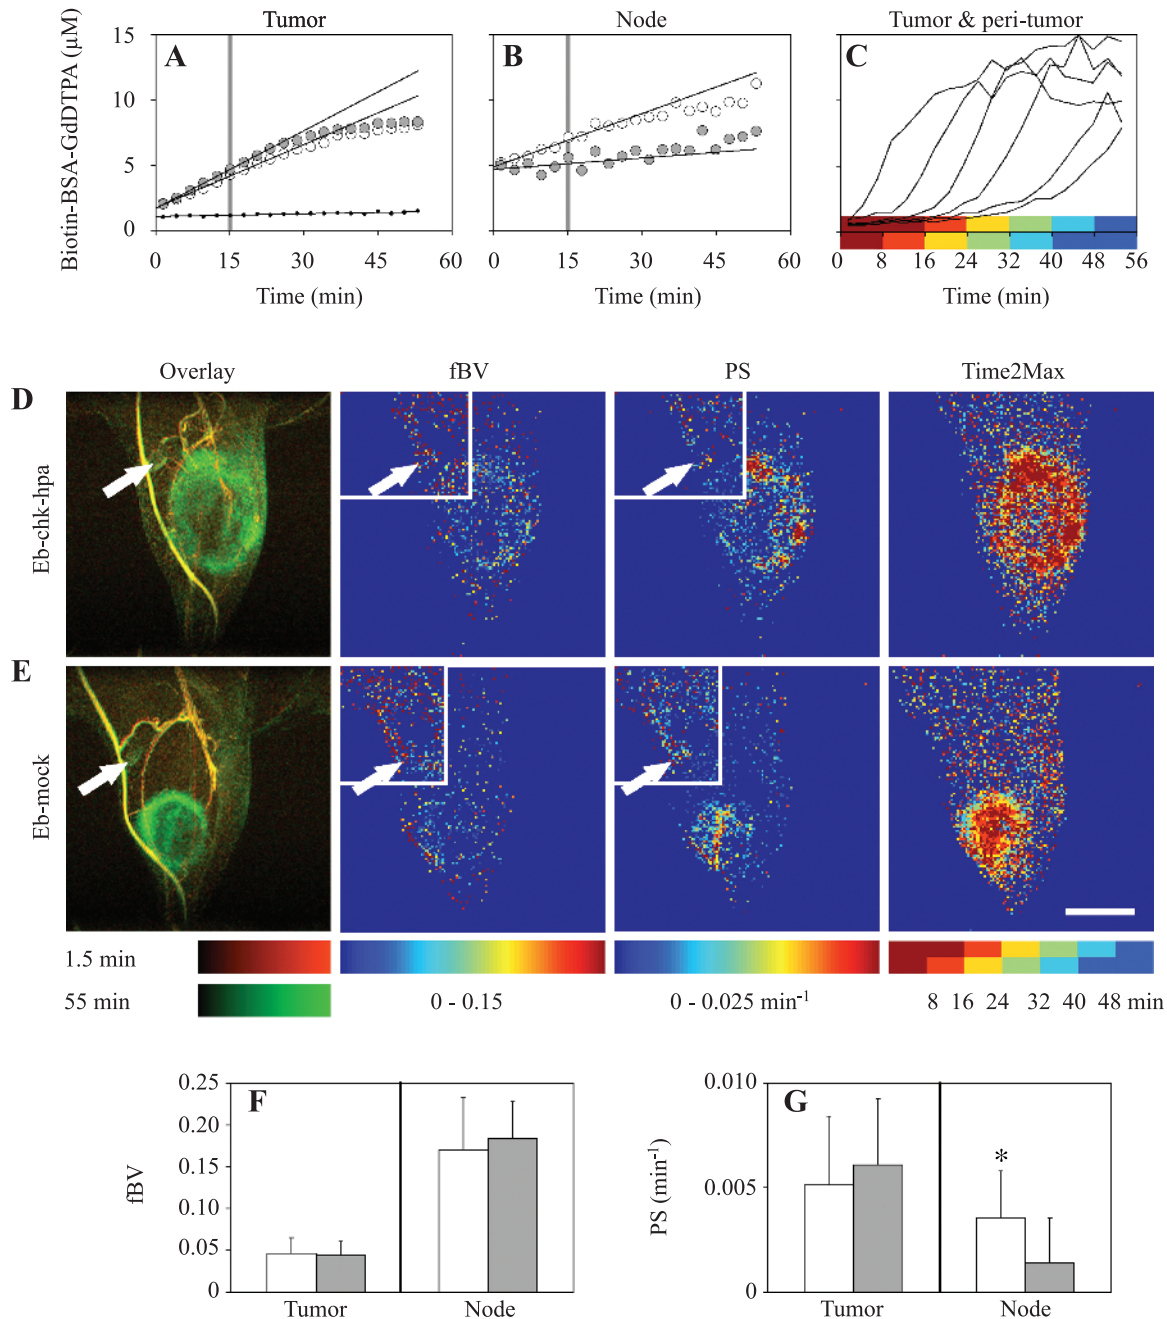 Tumor
Node
Tumor & peri-tumor
Biotin-BSA-GdDTPA (µM)
15
10
5
0
A
B
C
0 15 30 45 60
0 15 30 45 60
0 8 16 24 32 40 48 56
Time (min)
Time (min)
Time (min)
Overlay
fBV
PS
Time2Max
D
Eb-chk-hpa
E
Eb-mock
1.5 min
55 min
0 - 0.15
0 - 0.025 min-1
8 16 24 32 40 48 min
F
fBV
0.25
0.20
0.15
0.10
0.05
0
Tumor
Node
G
PS (min-1)
0.010
0.005
0
*
Tumor
Node